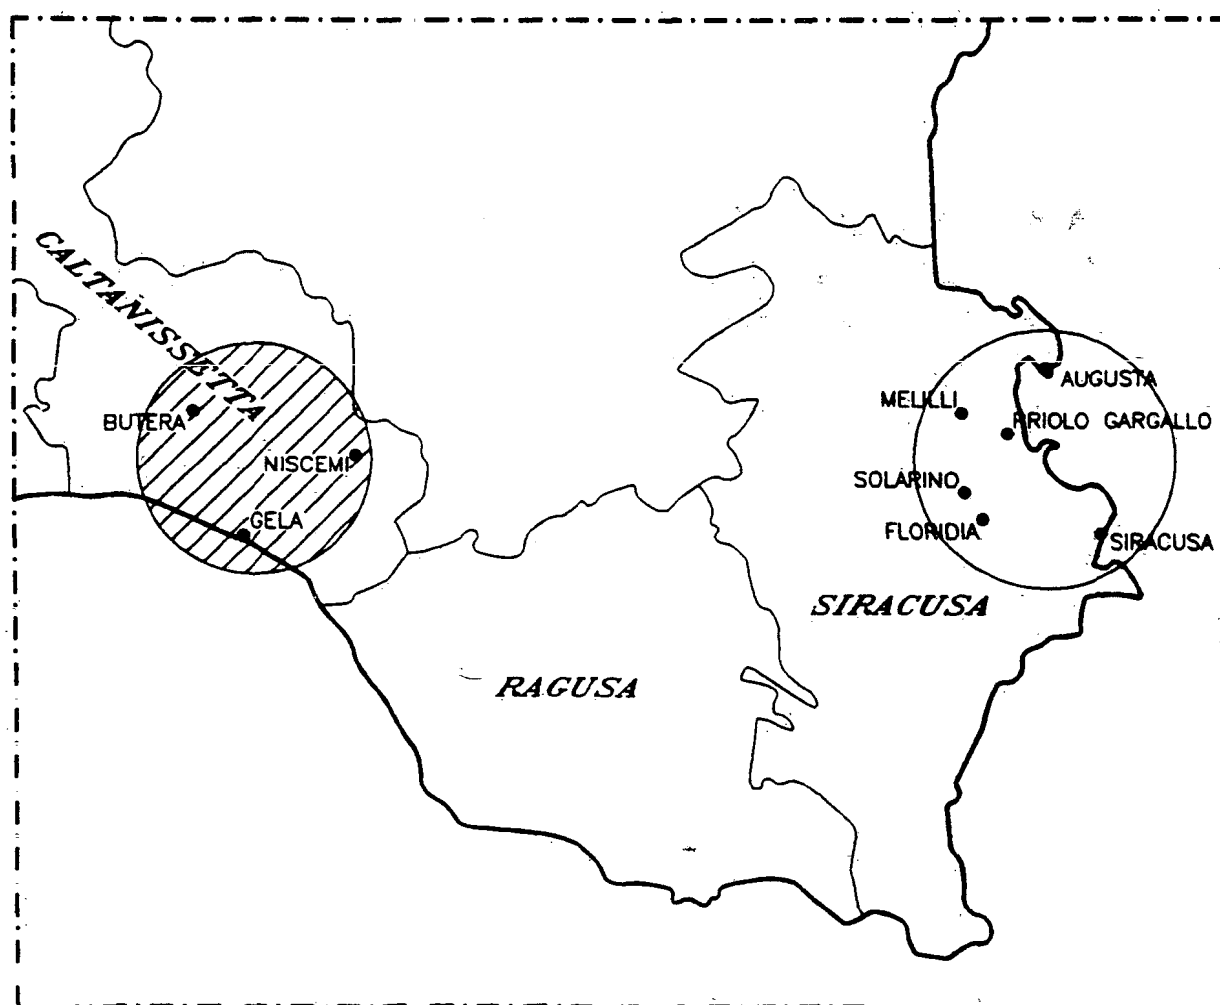 CALTANISSETTA
BUTERA
NISCEMI
GELA
AUGUSTA
MELILLI
PRIOLO GARGALLO
SOLARINO
FLORIDIA
SIRACUSA
SIRACUSA
RAGUSA